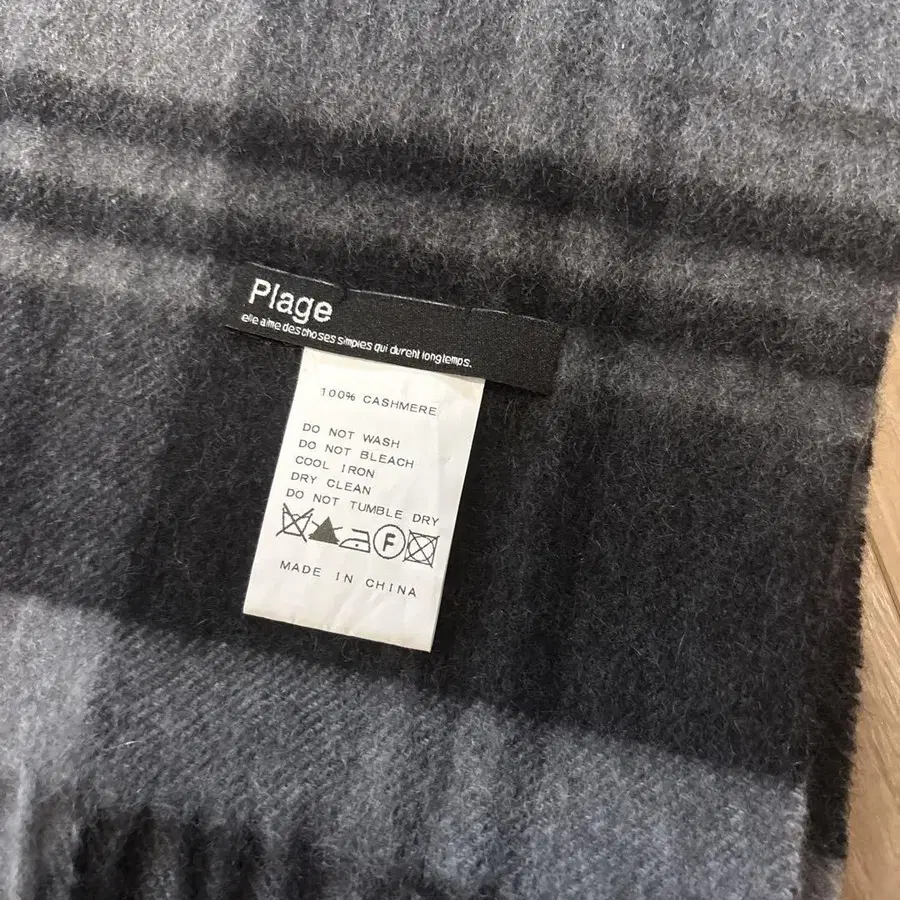 Plage
elle aime des choses simples qui durent longtemps.
100% CASHMERE
DO NOT WASH
DO NOT BLEACH
COOL IRON
DRY CLEAN
DO NOT TUMBLE DRY
F
MADE IN CHINA